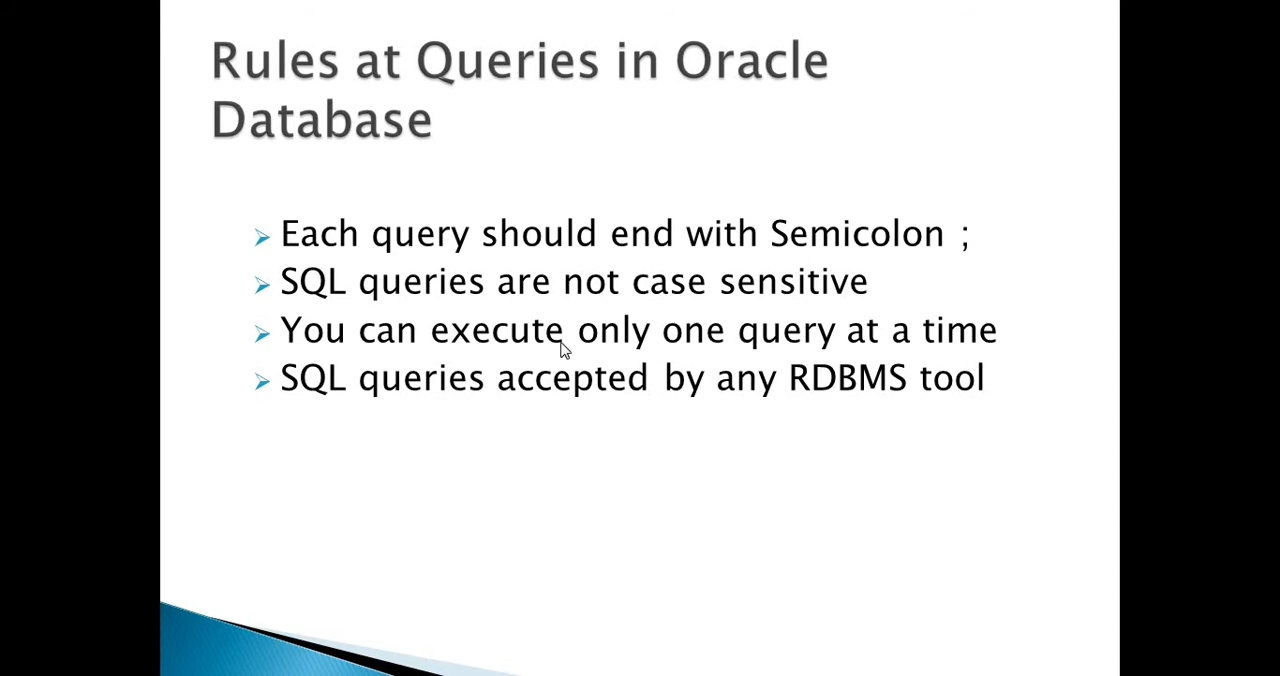 Rules at Queries in Oracle
Database
Each query should end with Semicolon ;
SQL queries are not case sensitive
You can execute only one query at a time
SQL queries accepted by any RDBMS tool